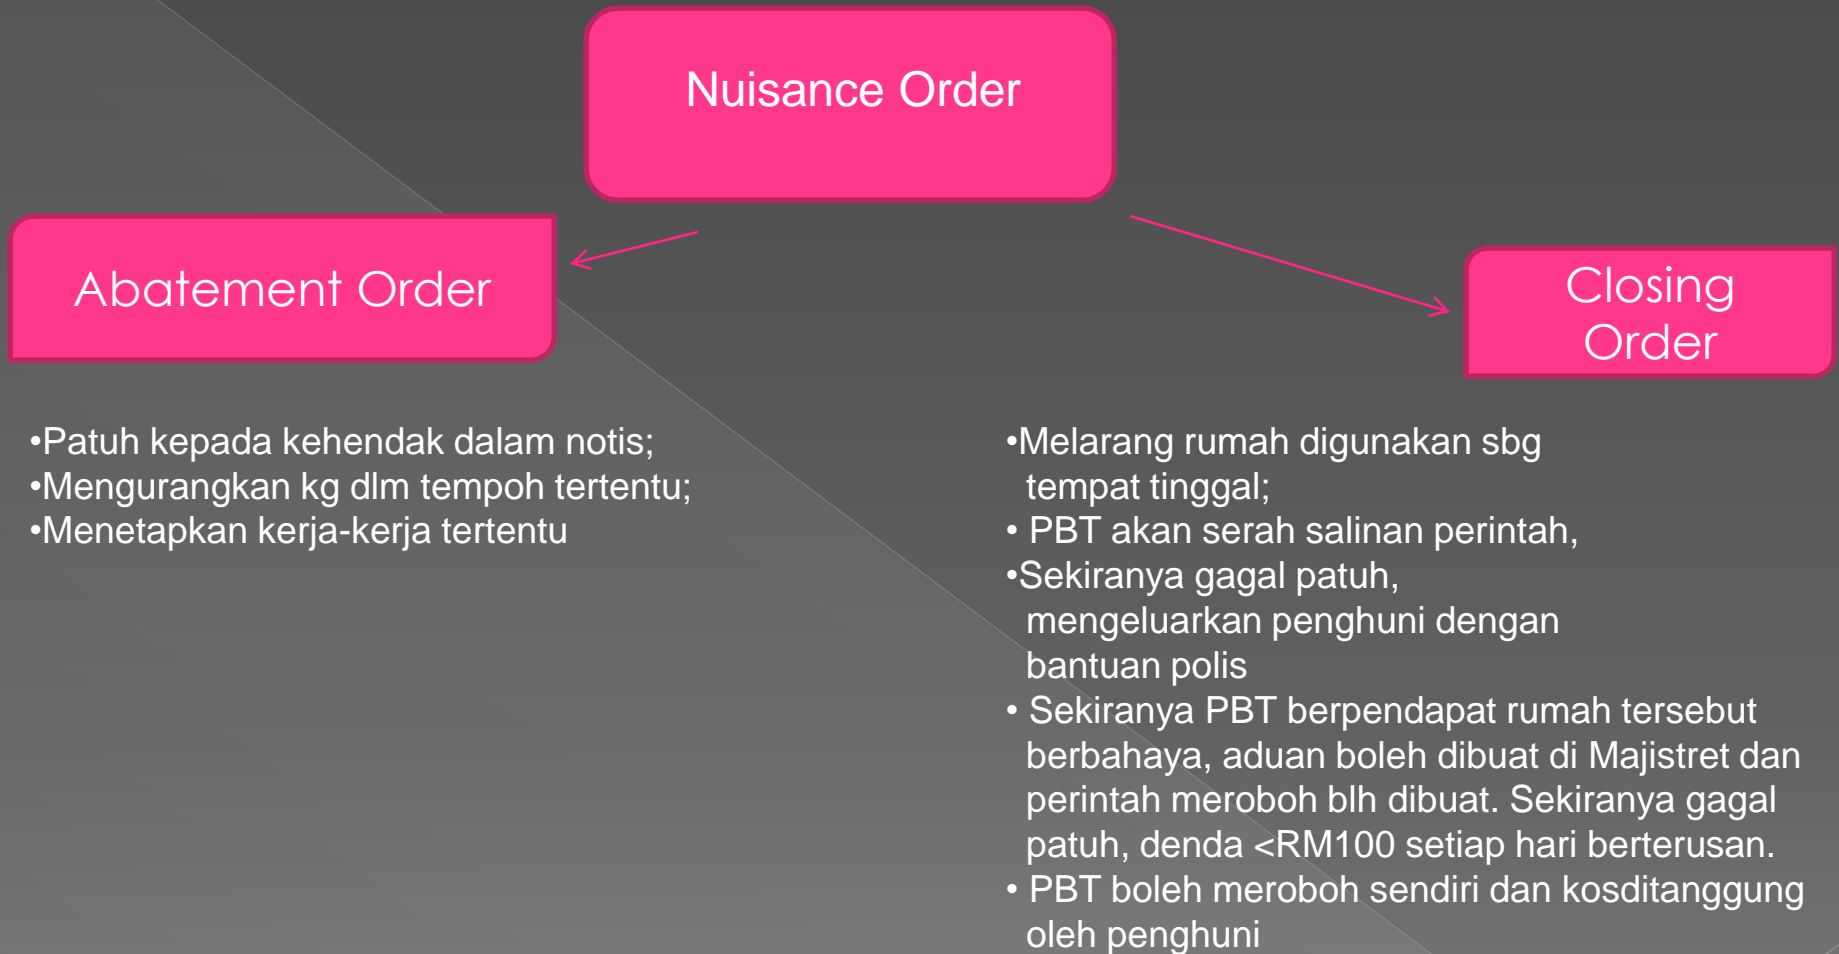 Nuisance Order
Abatement Order
Closing
Order
•Patuh kepada kehendak dalam notis;
•Mengurangkan kg dlm tempoh tertentu;
•Menetapkan kerja-kerja tertentu
•Melarang rumah digunakan sbg
tempat tinggal;
• PBT akan serah salinan perintah,
•Sekiranya gagal patuh,
mengeluarkan penghuni dengan
bantuan polis
• Sekiranya PBT berpendapat rumah tersebut
berbahaya, aduan boleh dibuat di Majistret dan
perintah meroboh blh dibuat. Sekiranya gagal
patuh, denda <RM100 setiap hari berterusan.
• PBT boleh meroboh sendiri dan kosditanggung
oleh penghuni